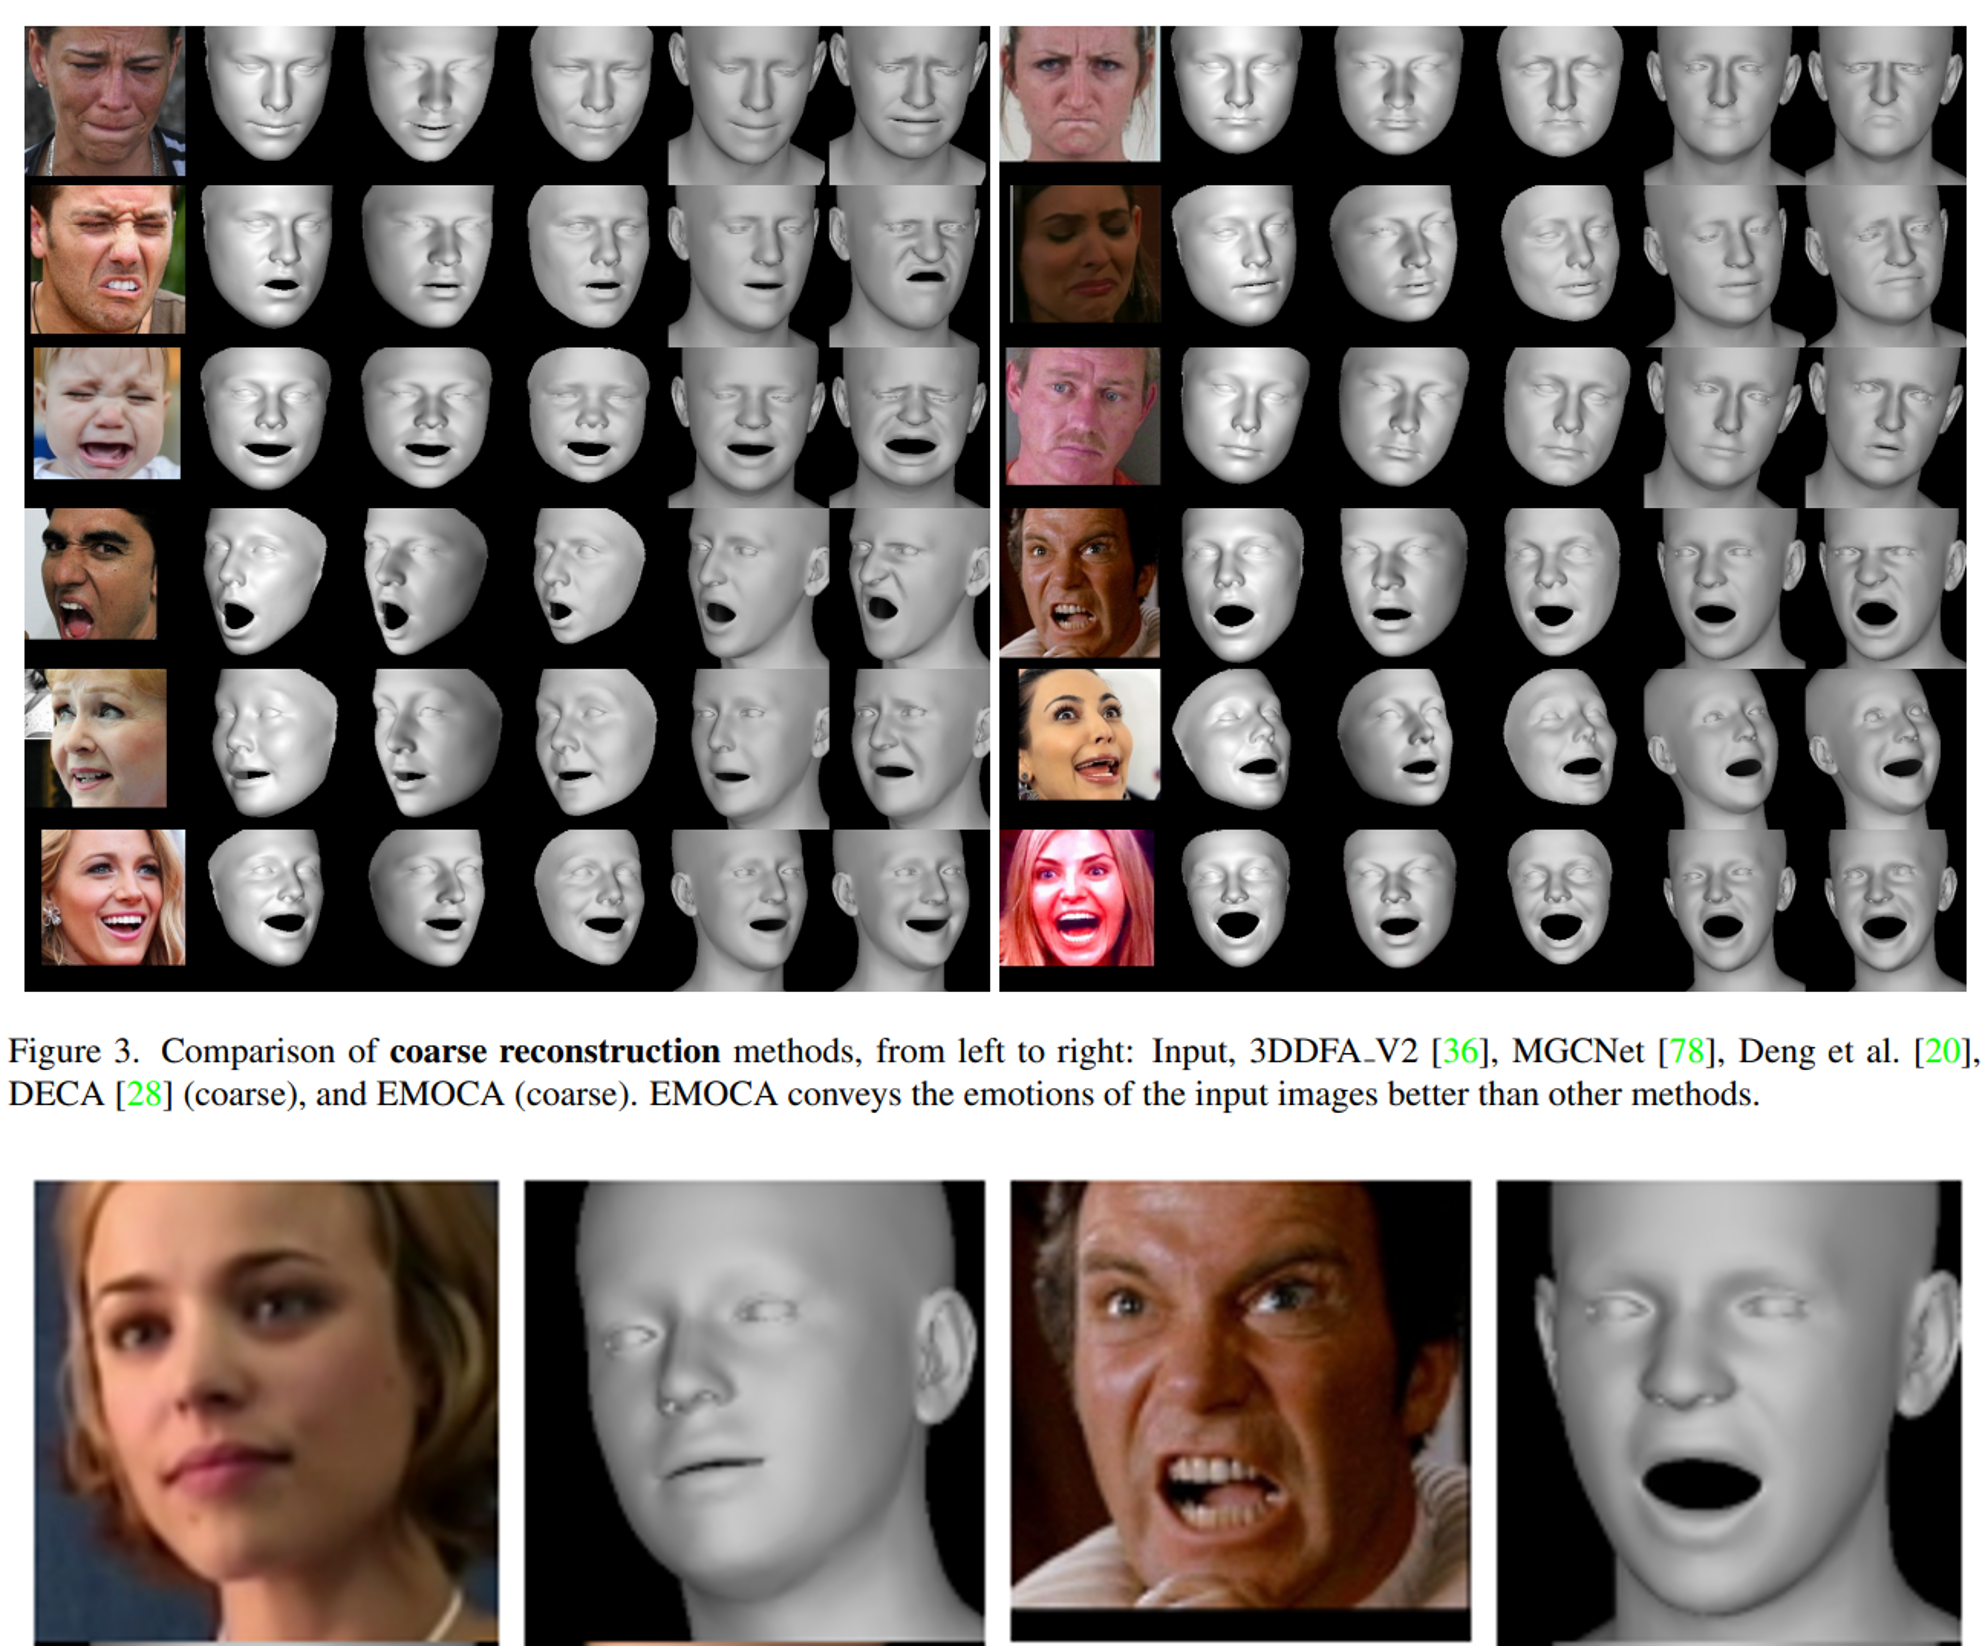 Figure 3. Comparison of coarse reconstruction methods, from left to right: Input, 3DDFA_V2 [36], MGCNet [78], Deng et al. [20],
DECA [28] (coarse), and EMOCA (coarse). EMOCA conveys the emotions of the input images better than other methods.